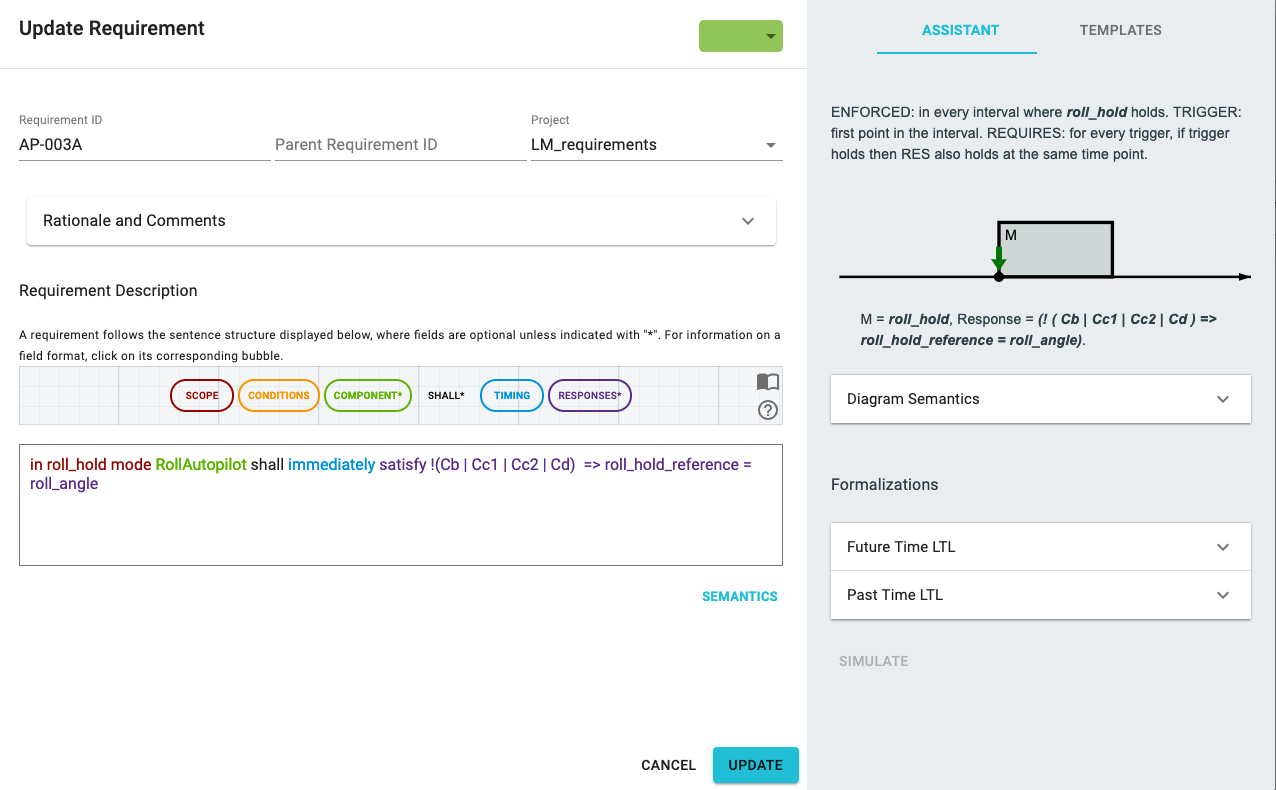 Update Requirement
Requirement ID
AP-003A
Parent Requirement ID
Project
LM_requirements
Rationale and Comments
Requirement Description
A requirement follows the sentence structure displayed below, where fields are optional unless indicated with "*". For information on a
field format, click on its corresponding bubble.
SCOPE CONDITIONS COMPONENT* SHALL* TIMING RESPONSES*
in roll_hold mode RollAutopilot shall immediately satisfy !(Cb | Cc1 | Cc2 | Cd)  => roll_hold_reference =
roll_angle
SEMANTICS
CANCEL UPDATE
ASSISTANT TEMPLATES
ENFORCED: in every interval where roll_hold holds. TRIGGER:
first point in the interval. REQUIRES: for every trigger, if trigger
holds then RES also holds at the same time point.
M
M = roll_hold, Response = (! ( Cb | Cc1 | Cc2 | Cd ) =>
roll_hold_reference = roll_angle).
Diagram Semantics
Formalizations
Future Time LTL
Past Time LTL
SIMULATE